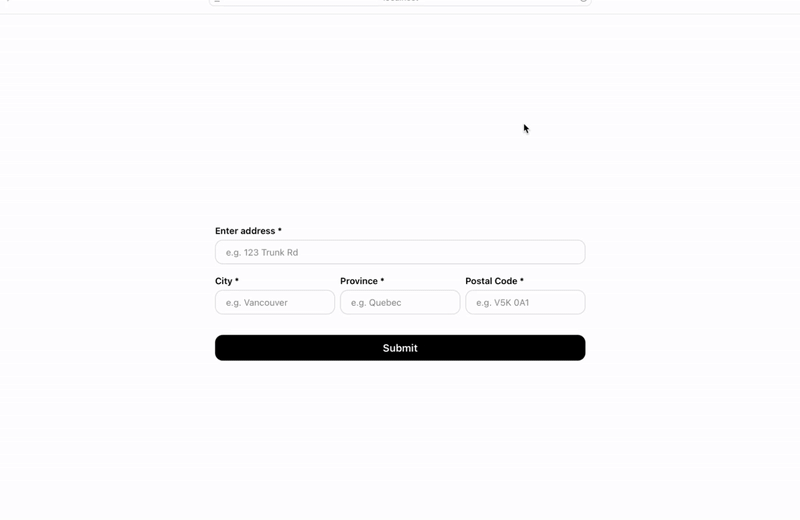 Enter address *
e.g. 123 Trunk Rd
City * Province * Postal Code *
e.g. Vancouver e.g. Quebec e.g. V5K 0A1
Submit